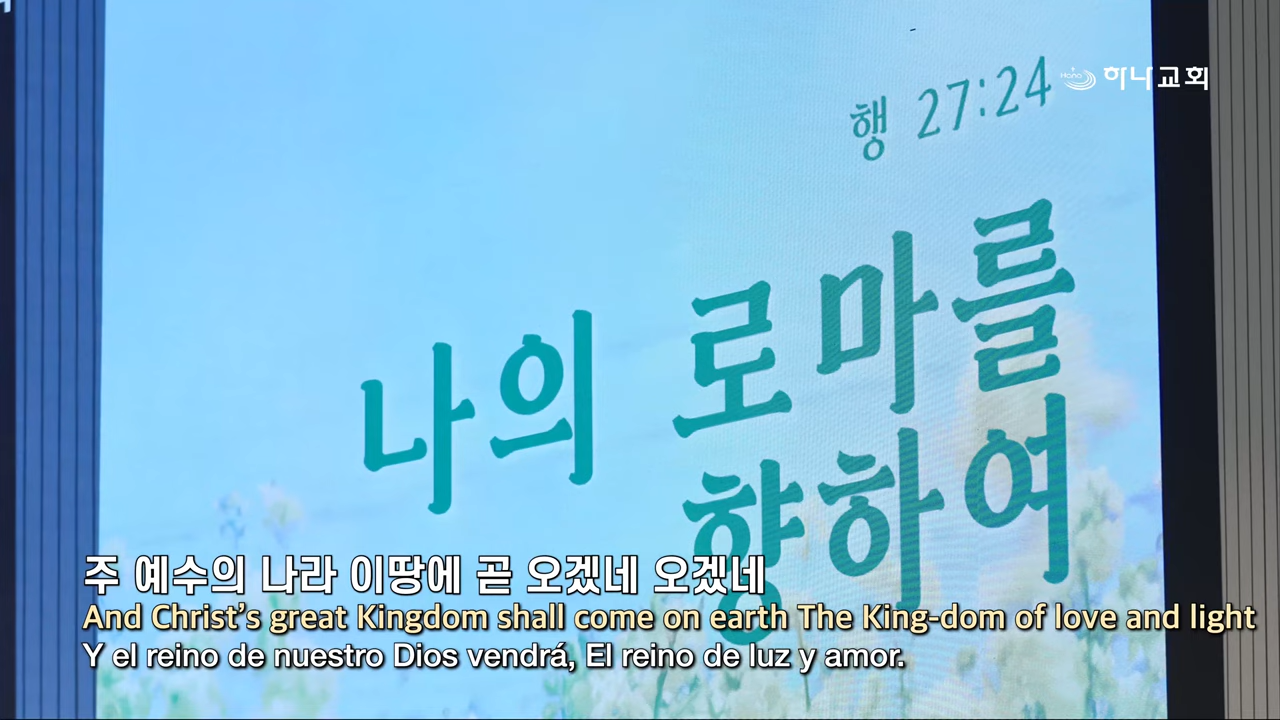 Hana 하나교회
행 27:24
나의 로마를
향하여
주 예수의 나라 이땅에 곧 오겠네 오겠네
And Christ's great Kingdom shall come on earth The King-dom of love and light
Y el reino de nuestro Dios vendrá, El reino de luz y amor.